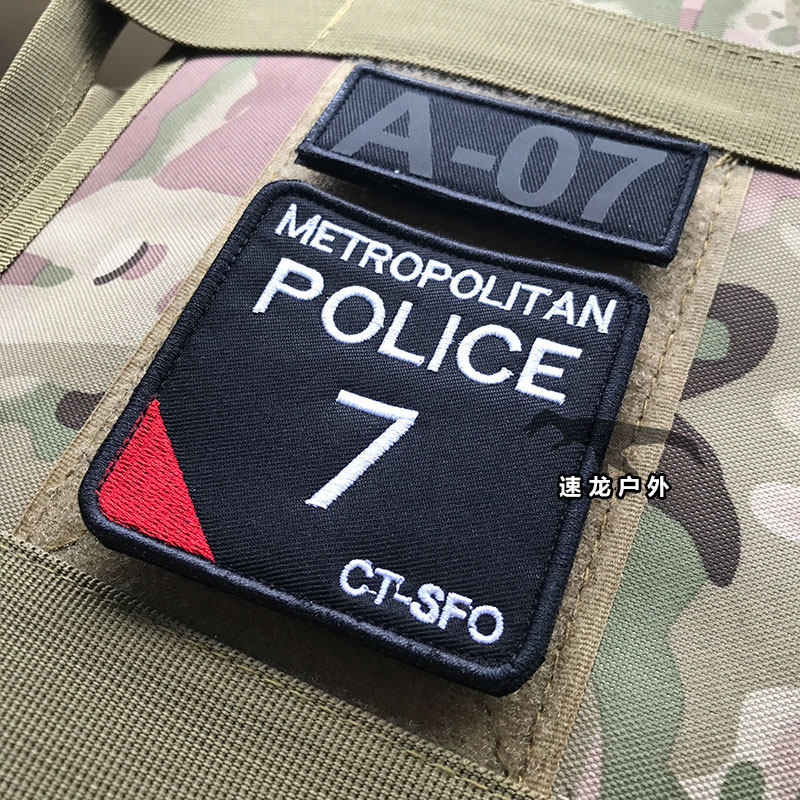 A-07
METROPOLITAN
POLICE
7
CT-SFO
速龙户外